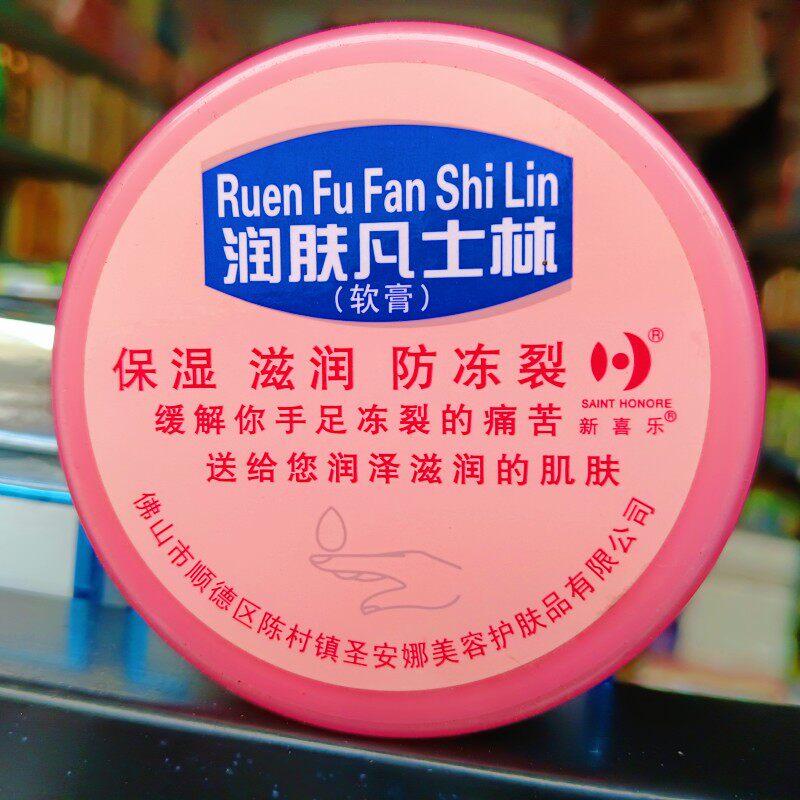 Ruen Fu Fan Shi Lin
润肤凡士林
（软膏）
保湿 滋润 防冻裂
®
SAINT HONORE
新喜乐®
缓解你手足冻裂的痛苦
送给您润泽滋润的肌肤
佛山市顺德区陈村镇圣安娜美容护肤品有限公司